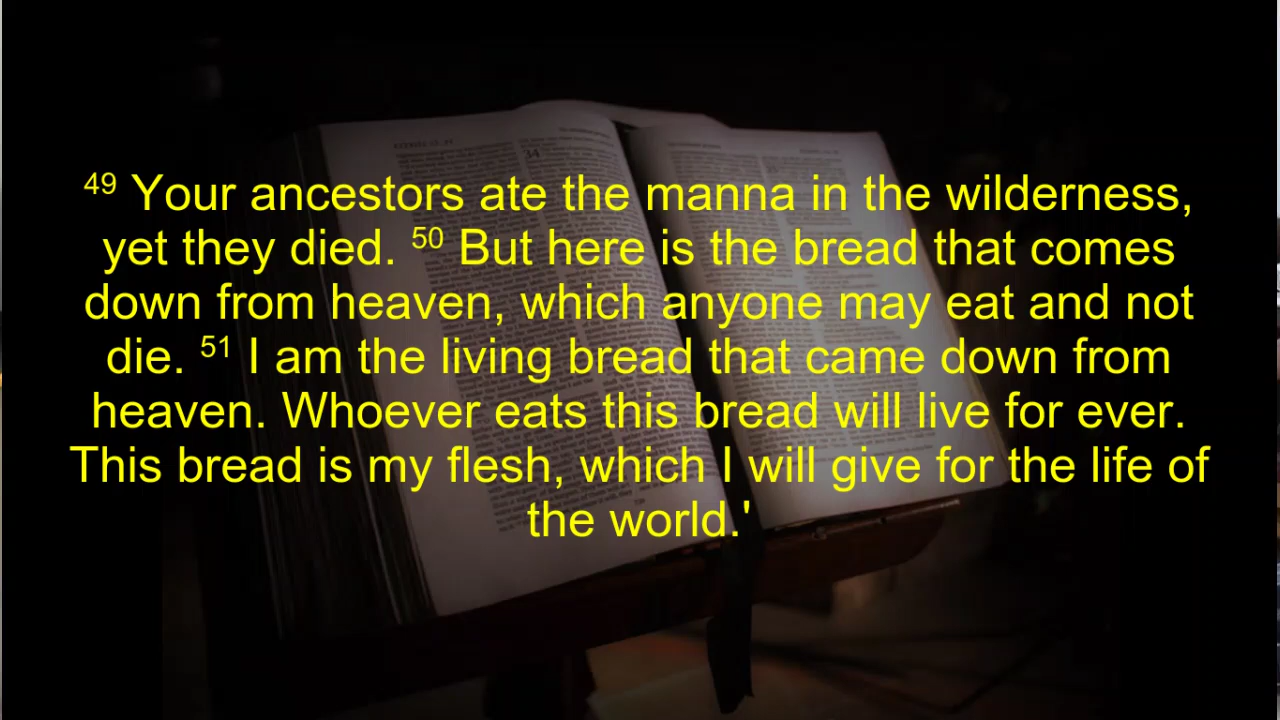 49 Your ancestors ate the manna in the wilderness,
yet they died. 50 But here is the bread that comes
down from heaven, which anyone may eat and not
die. 51 I am the living bread that came down from
heaven. Whoever eats this bread will live for ever.
This bread is my flesh, which I will give for the life of
the world.'